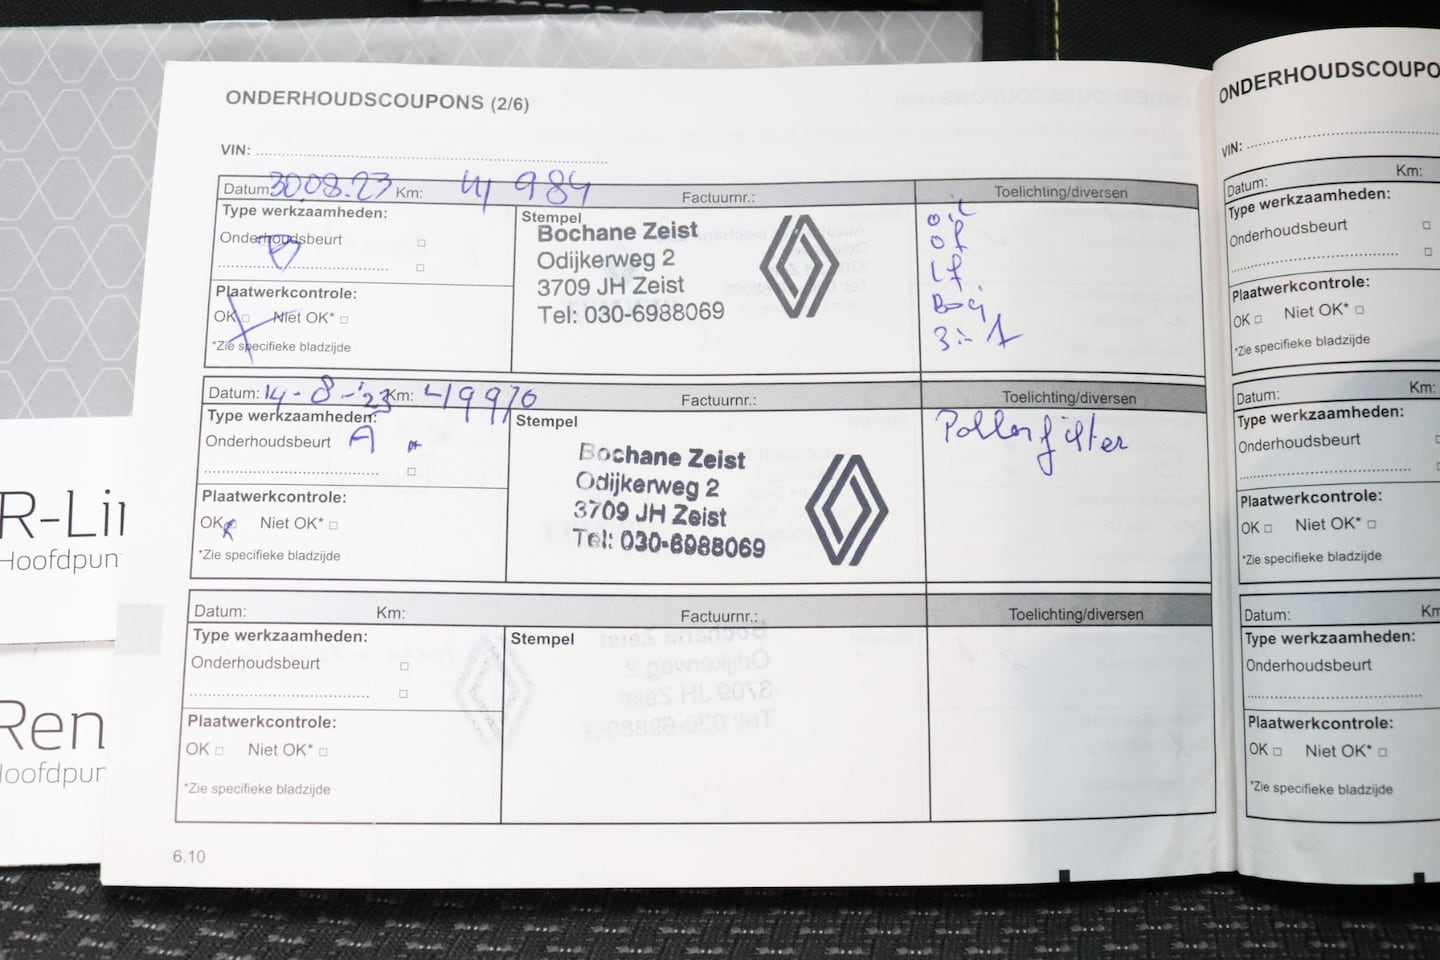 ONDERHOUDSCOUPONS (2/6)
VIN:
Datum: 30.08.23 Km: 984 Factuurnr.: Toelichting/diversen
Type werkzaamheden:
Onderhoudsbeurt
Plaatwerkcontrole:
OK Niet OK*
*Zie specifieke bladzijde
Stempel
Bochane Zeist
Odijkerweg 2
3709 JH Zeist
Tel: 030-6988069
oil
of
lf
Datum: 14-8-'23 Km: 49976 Factuurnr.: Toelichting/diversen
Type werkzaamheden:
Onderhoudsbeurt A
Plaatwerkcontrole:
OK Niet OK*
*Zie specifieke bladzijde
Stempel
Bochane Zeist
Odijkerweg 2
3709 JH Zeist
Tel: 030-6988069
Pollenfilter
Datum: Km: Factuurnr.: Toelichting/diversen
Type werkzaamheden:
Onderhoudsbeurt
Plaatwerkcontrole:
OK Niet OK*
*Zie specifieke bladzijde
Stempel
6.10
ONDERHOUDSCOUPO
VIN:
Datum: Km:
Type werkzaamheden:
Onderhoudsbeurt
Plaatwerkcontrole:
OK Niet OK*
*Zie specifieke bladzijde
Datum: Km:
Type werkzaamheden:
Onderhoudsbeurt
Plaatwerkcontrole:
OK Niet OK*
*Zie specifieke bladzijde
Datum: Km
Type werkzaamheden:
Onderhoudsbeurt
Plaatwerkcontrole:
OK Niet OK*
*Zie specifieke bladzijde
R-Li
Hoofdpun
Ren
Hoofdpun